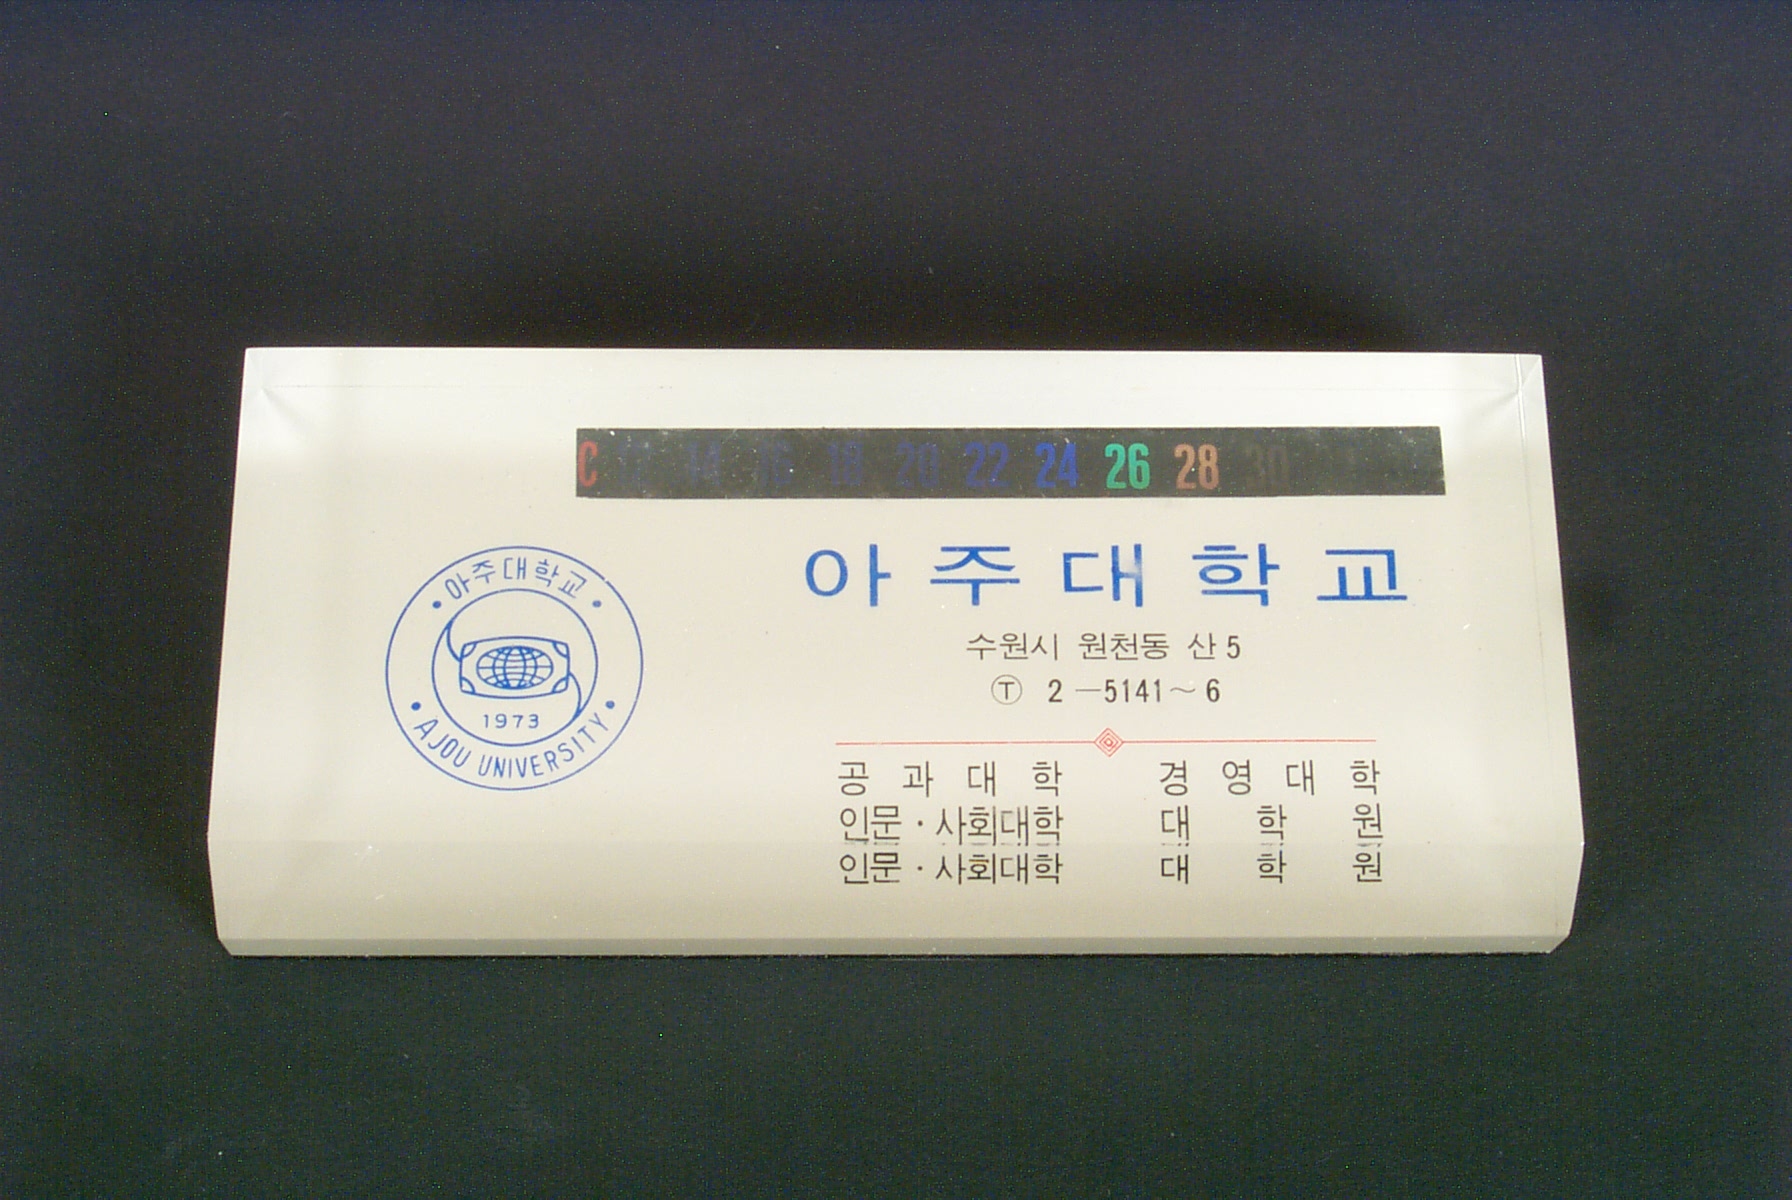 C 12 14 16 18 20 22 24 26 28 30
아주대학교
수원시 원천동 산 5
Ⓣ 2 -5141~6
공과대학 경영대학
인문·사회대학 대학원
인문·사회대학 대학원
·아주대학교·
1973
·AJOU UNIVERSITY·